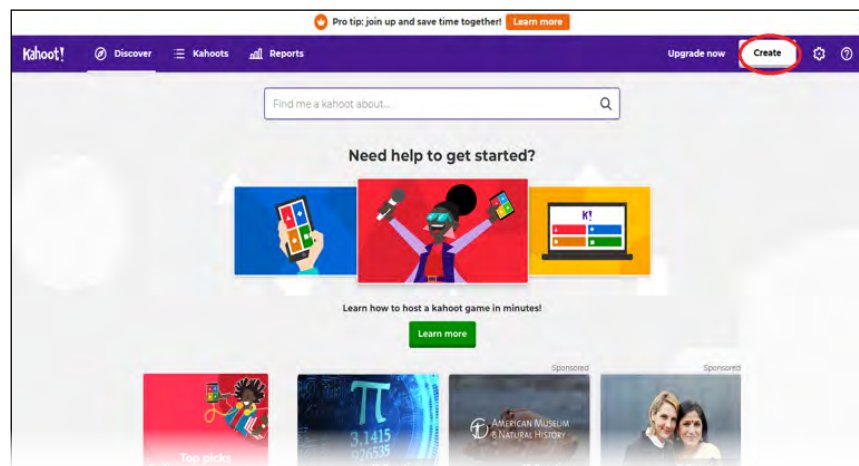 Pro tip: join up and save time together! Learn more
Kahoot! Discover Kahoots Reports Upgrade now Create
Find me a kahoot about...
Need help to get started?
K!
Learn how to host a kahoot game in minutes!
Learn more
Sponsored Sponsored
π
3.1415
926535
AMERICAN MUSEUM
& NATURAL HISTORY
Top picks